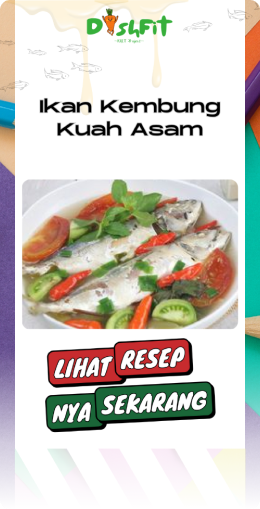 DishFit
Ikan Kembung
Kuah Asam
LIHAT RESEP
NYA SEKARANG